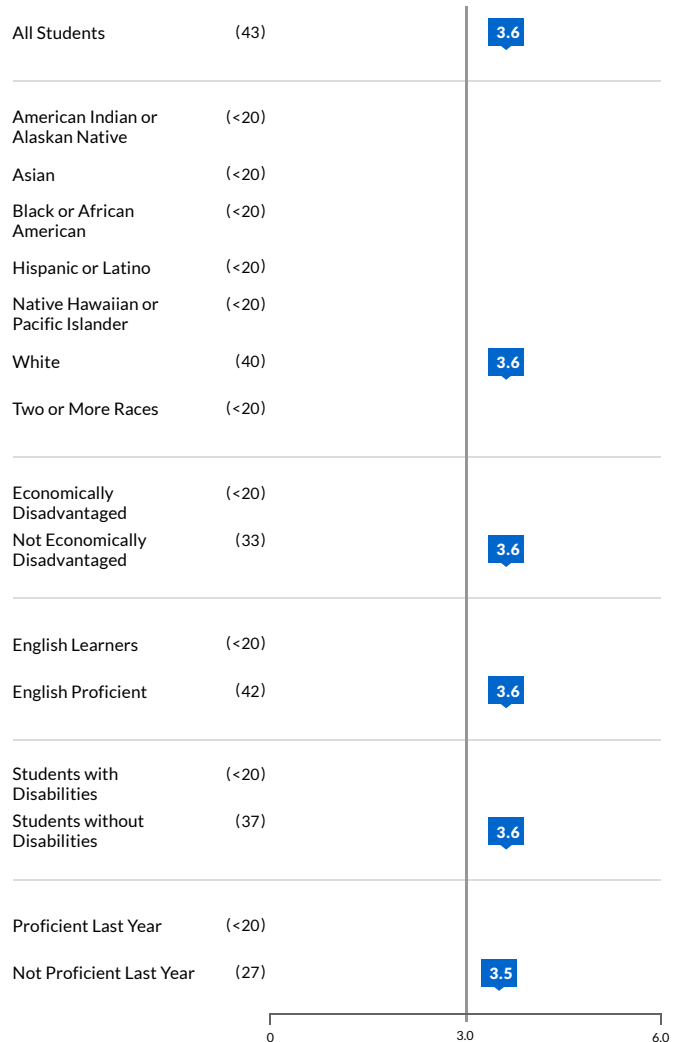 All Students (43) 3.6
American Indian or (<20)
Alaskan Native
Asian (<20)
Black or African (<20)
American
Hispanic or Latino (<20)
Native Hawaiian or (<20)
Pacific Islander
White (40) 3.6
Two or More Races (<20)
Economically (<20)
Disadvantaged
Not Economically (33) 3.6
Disadvantaged
English Learners (<20)
English Proficient (42) 3.6
Students with (<20)
Disabilities
Students without (37) 3.6
Disabilities
Proficient Last Year (<20)
Not Proficient Last Year (27) 3.5
0 3.0 6.0